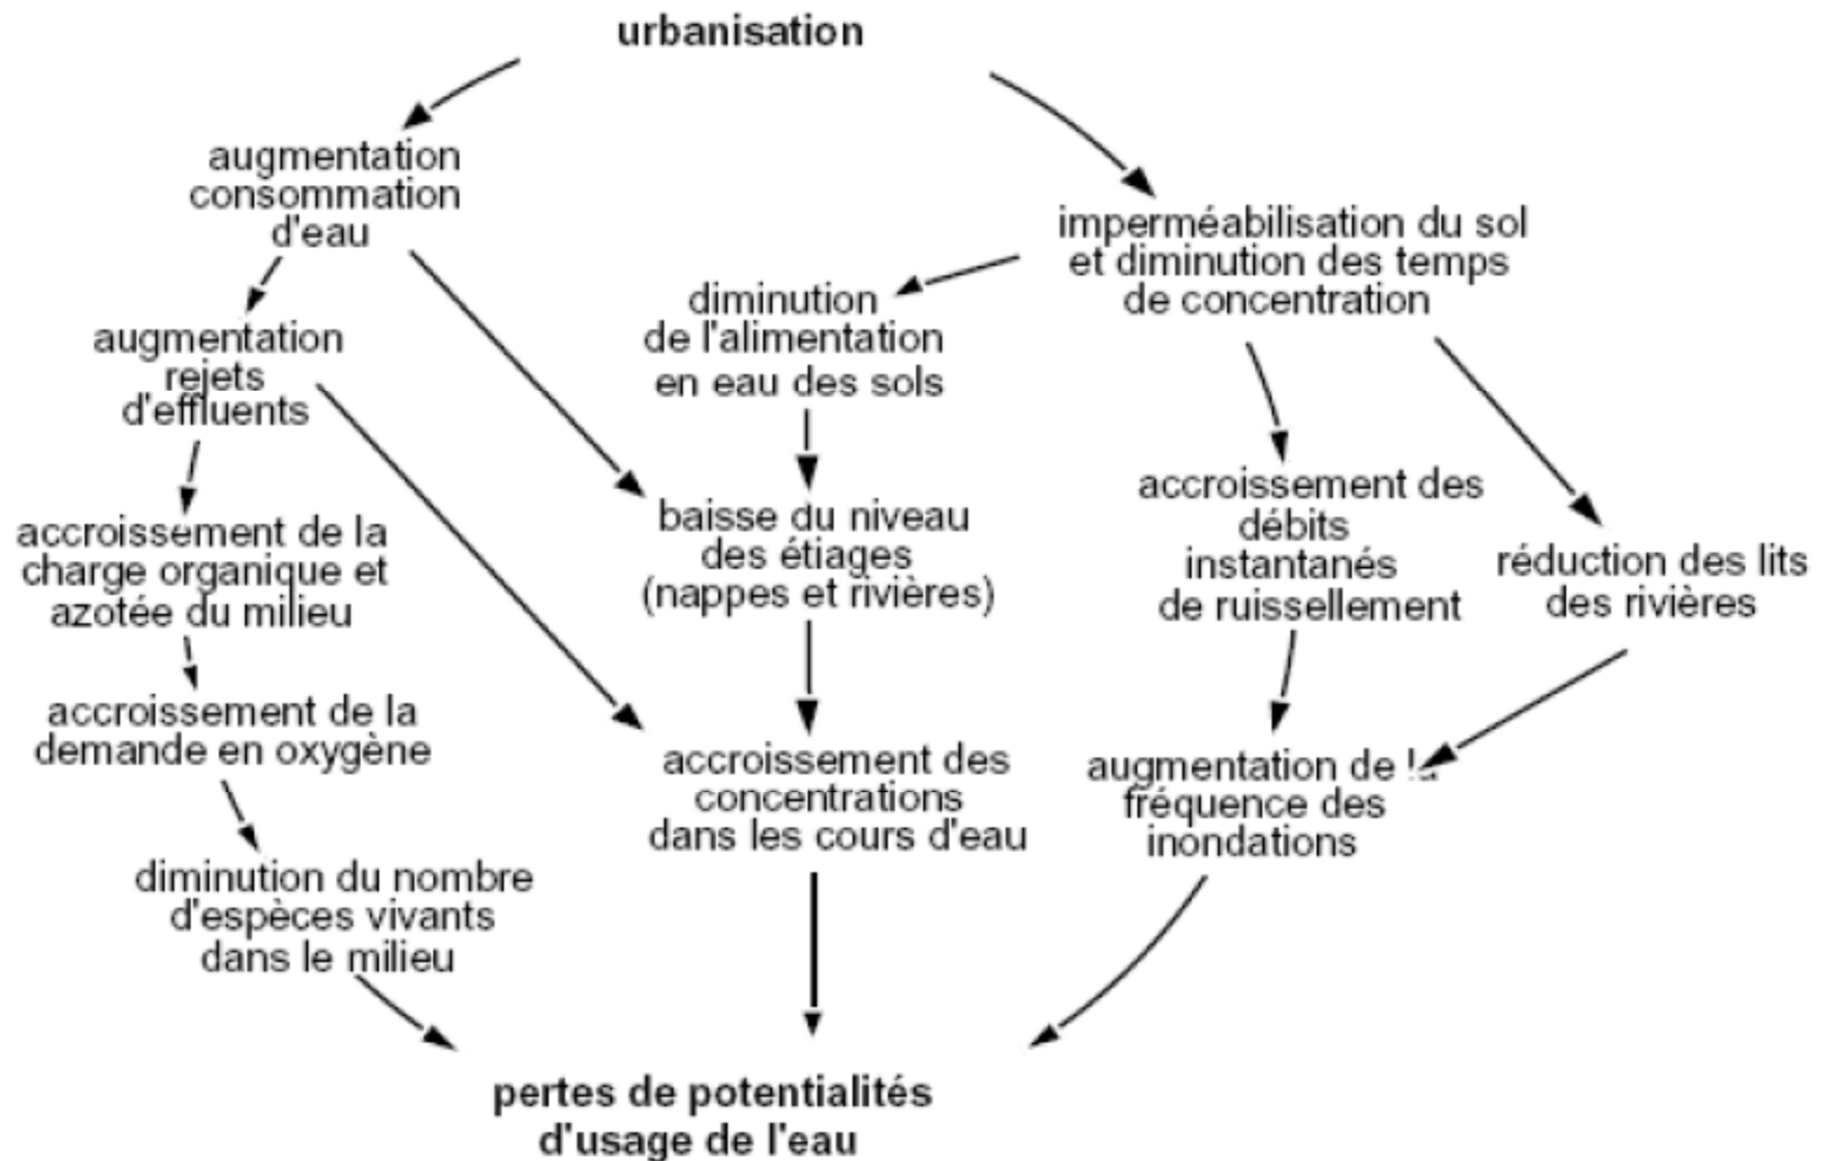 urbanisation
augmentation
consommation
d'eau
imperméabilisation du sol
et diminution des temps
de concentration
diminution
de l'alimentation
en eau des sols
augmentation
rejets
d'effluents
accroissement de la
charge organique et
azotée du milieu
baisse du niveau
des étiages
(nappes et rivières)
accroissement des
débits
instantanés
de ruissellement
réduction des lits
des rivières
accroissement de la
demande en oxygène
accroissement des
concentrations
dans les cours d'eau
augmentation de la
fréquence des
inondations
diminution du nombre
d'espèces vivants
dans le milieu
pertes de potentialités
d'usage de l'eau